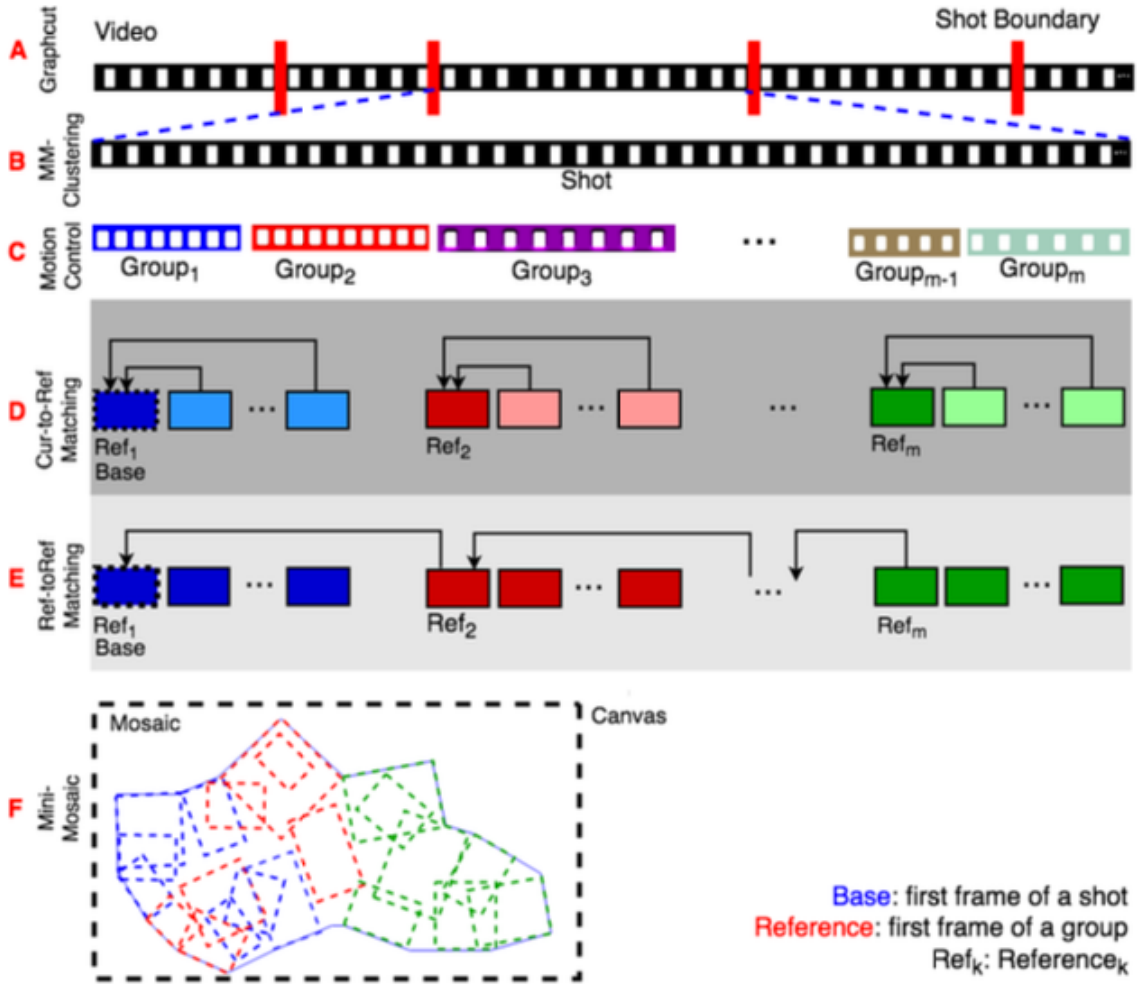 A
Graphcut
Video
Shot Boundary
B
MM-
Clustering
Shot
C
Motion
Control
Group1
Group2
Group3
...
Groupm-1
Groupm
D
Cur-to-Ref
Matching
...
...
...
...
Ref1
Base
Ref2
Refm
E
Ref-toRef
Matching
...
...
...
...
Ref1
Base
Ref2
Refm
F
Mini-
Mosaic
Mosaic
Canvas
Base: first frame of a shot
Reference: first frame of a group
Refk: Referencek